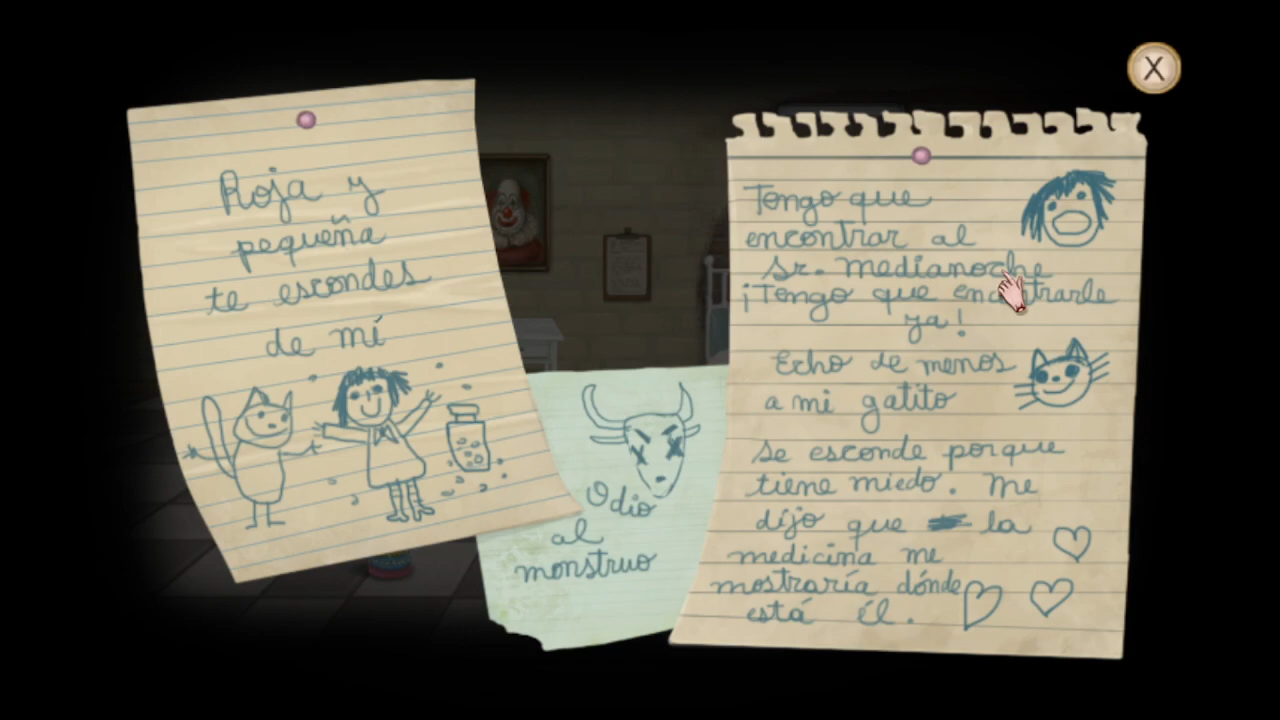 Roja y
pequeña
te escondes
de mí
Odio
al
monstruo
Tengo que
encontrar al
Sr. medianoche
¡Tengo que encontrarle
ya!
Echo de menos
a mi gatito
Se esconde porque
tiene miedo. Me
dijo que la
medicina me
mostraría dónde
está él.
X